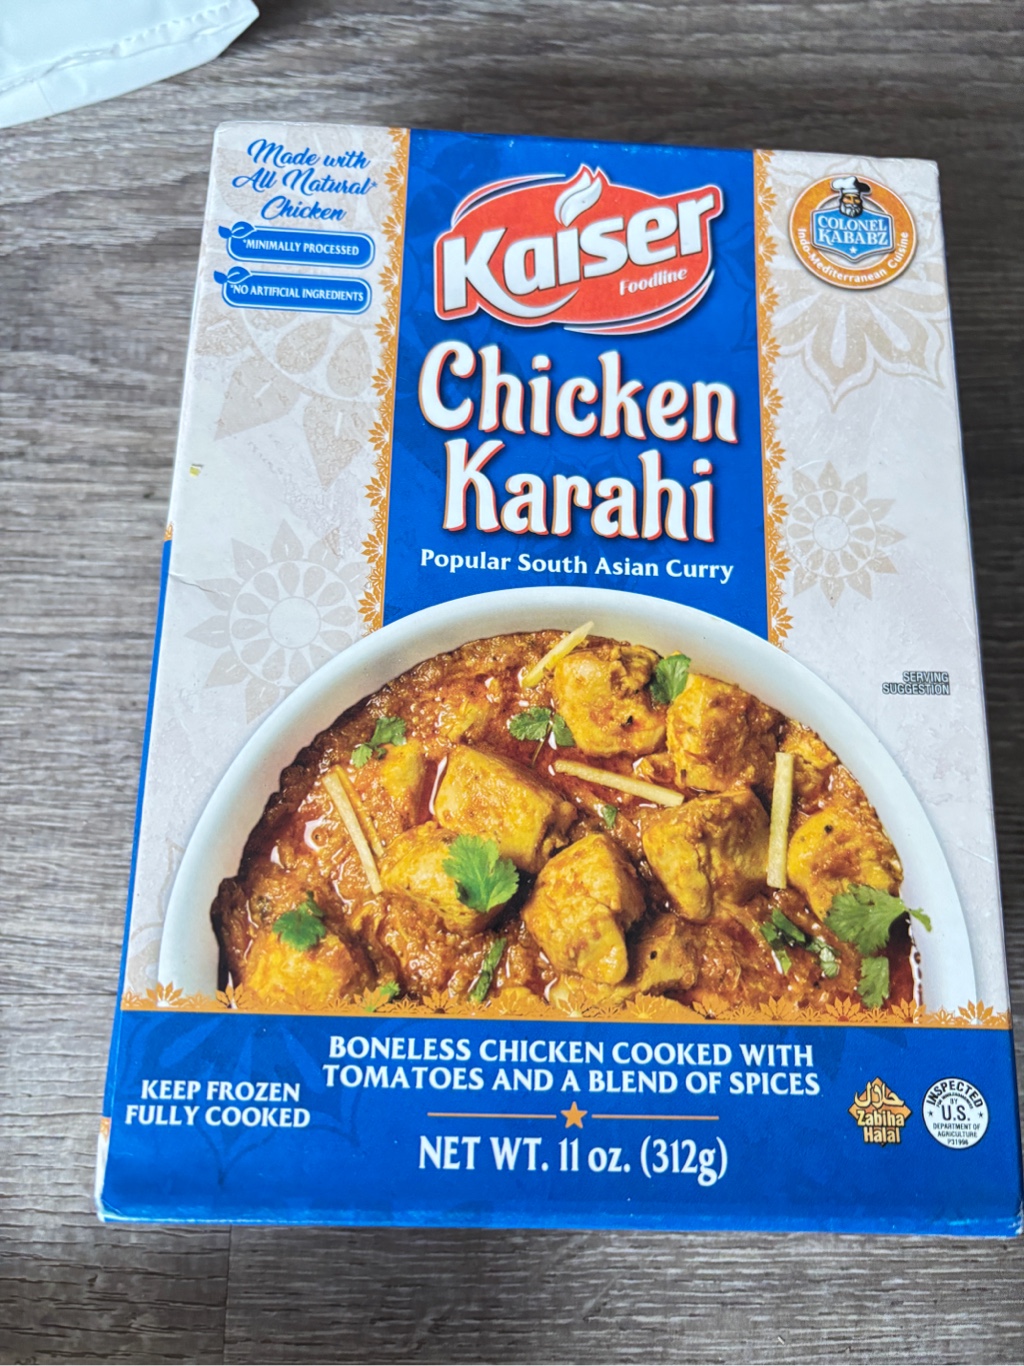 Made with
All Natural*
Chicken
*MINIMALLY PROCESSED
*NO ARTIFICIAL INGREDIENTS
Kaiser
Foodline
COLONEL
KABABZ
Indo-Mediterranean Cuisine
Chicken
Karahi
Popular South Asian Curry
SERVING
SUGGESTION
BONELESS CHICKEN COOKED WITH
TOMATOES AND A BLEND OF SPICES
KEEP FROZEN
FULLY COOKED
NET WT. 11 oz. (312g)
حلال
Zabiha
Halal
INSPECTED
BY
U.S.
DEPARTMENT OF
AGRICULTURE